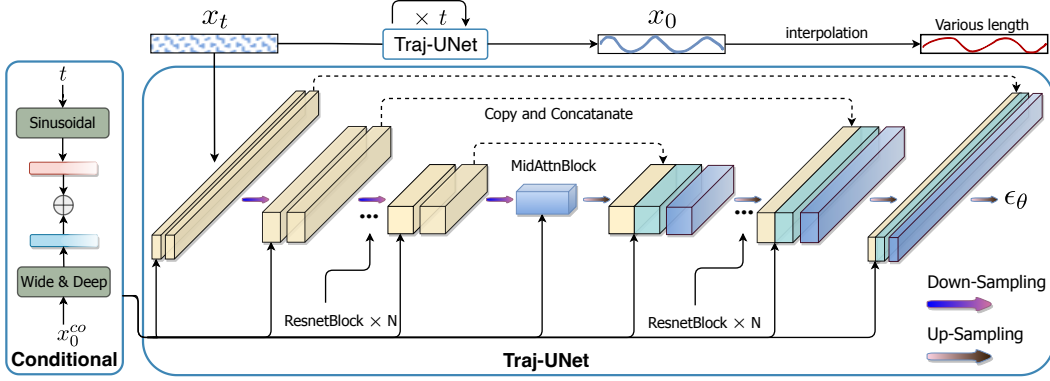 x_t
× t
Traj-UNet
x_0
interpolation
Various length
t
Sinusoidal
⊕
Wide & Deep
x_0^{co}
Conditional
Copy and Concatanate
MidAttnBlock
...
...
ϵ_θ
ResnetBlock × N
ResnetBlock × N
Down-Sampling
Up-Sampling
Traj-UNet